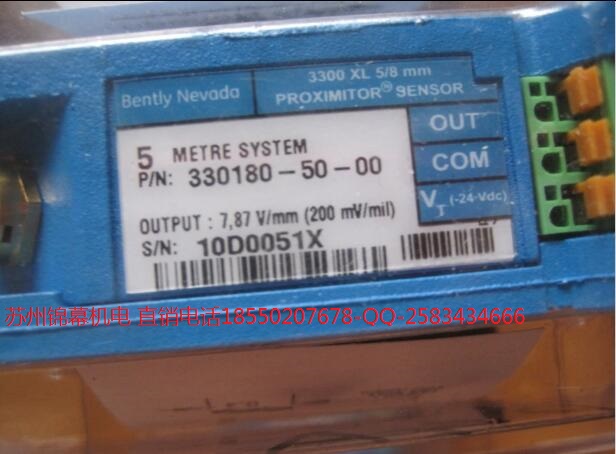 Bently Nevada
3300 XL 5/8 mm
PROXIMITOR™ SENSOR
5 METRE SYSTEM
P/N: 330180-50-00
OUT
COM
VT (-24-Vdc)
OUTPUT : 7,87 V/mm (200 mV/mil)
S/N: 10D0051X
苏州锦幕机电 直销电话18550207678-QQ-2583434666